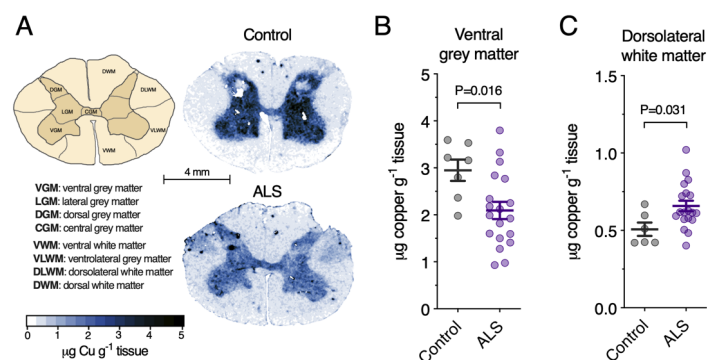 A
Control
DWM
DGM
DLWM
LGM
CGM
VGM
VLWM
VWM
4 mm
VGM: ventral grey matter
LGM: lateral grey matter
DGM: dorsal grey matter
CGM: central grey matter
VWM: ventral white matter
VLWM: ventrolateral grey matter
DLWM: dorsolateral white matter
DWM: dorsal white matter
ALS
0 1 2 3 4 5
µg Cu g-1 tissue
B
Ventral
grey matter
P=0.016
µg copper g-1 tissue
5
4
3
2
1
0
Control
ALS
C
Dorsolateral
white matter
P=0.031
µg copper g-1 tissue
1.5
1.0
0.5
0.0
Control
ALS